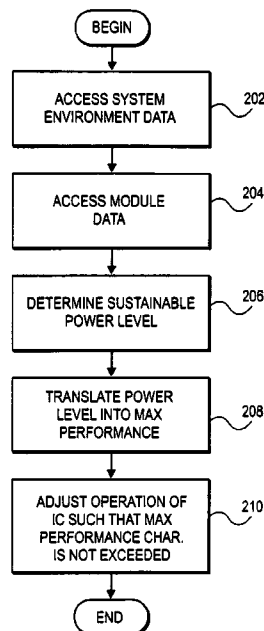 BEGIN
ACCESS SYSTEM
ENVIRONMENT DATA
202
ACCESS MODULE
DATA
204
DETERMINE SUSTAINABLE
POWER LEVEL
206
TRANSLATE POWER
LEVEL INTO MAX
PERFORMANCE
208
ADJUST OPERATION OF
IC SUCH THAT MAX
PERFORMANCE CHAR.
IS NOT EXCEEDED
210
END